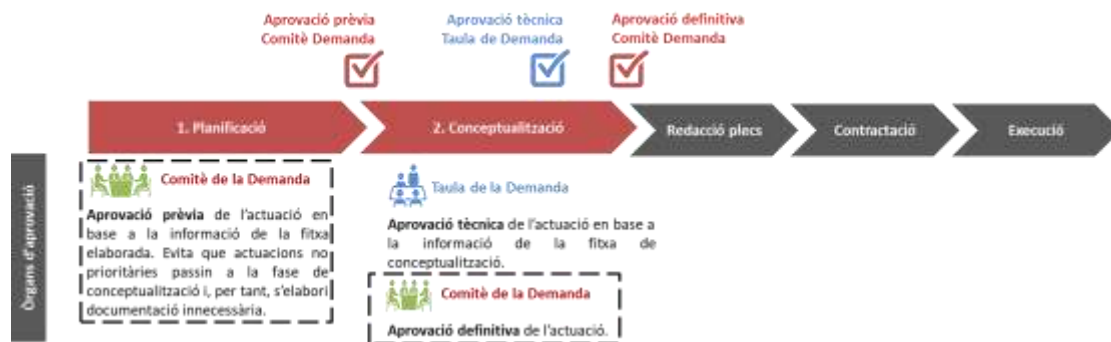 Aprovació prèvia
Comitè Demanda
Aprovació tècnica
Taula de Demanda
Aprovació definitiva
Comitè Demanda
1. Planificació
2. Conceptualització
Redacció plecs
Contractació
Execució
Òrgans d'aprovació
Comitè de la Demanda
Aprovació prèvia de l'actuació en
base a la informació de la fitxa
elaborada. Evita que actuacions no
prioritàries passin a la fase de
conceptualització i, per tant, s'elabori
documentació innecessària.
Taula de la Demanda
Aprovació tècnica de l'actuació en base a
la informació de la fitxa de
conceptualització.
Comitè de la Demanda
Aprovació definitiva de l'actuació.